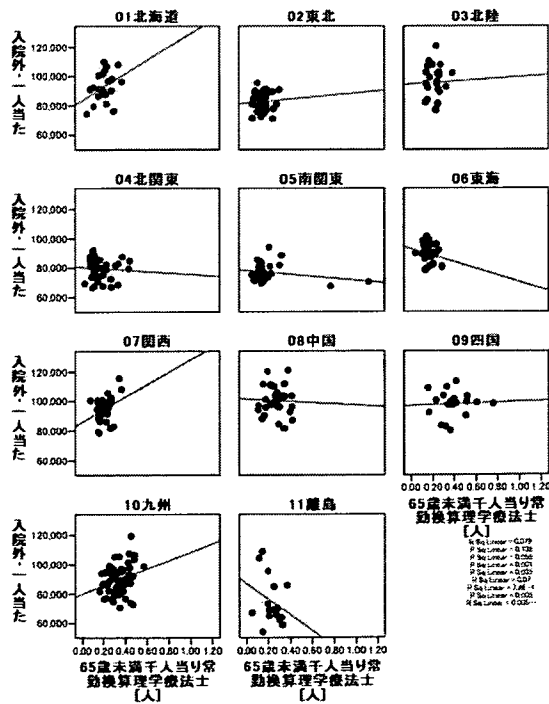 01北海道
02東北
03北陸
入院外・一人当た
120,000
100,000
80,000
60,000
04北関東
05南関東
06東海
入院外・一人当た
120,000
100,000
80,000
60,000
07関西
08中国
09四国
入院外・一人当た
120,000
100,000
80,000
60,000
0.00 0.20 0.40 0.60 0.80 1.00 1.20
65歳未満千人当り常
勤換算理学療法士
[人]
10九州
11離島
入院外・一人当た
120,000
100,000
80,000
60,000
0.00 0.20 0.40 0.60 0.80 1.00 1.20
0.00 0.20 0.40 0.60 0.80 1.00 1.20
65歳未満千人当り常
勤換算理学療法士
[人]
65歳未満千人当り常
勤換算理学療法士
[人]
R Sq Linear = 0.079